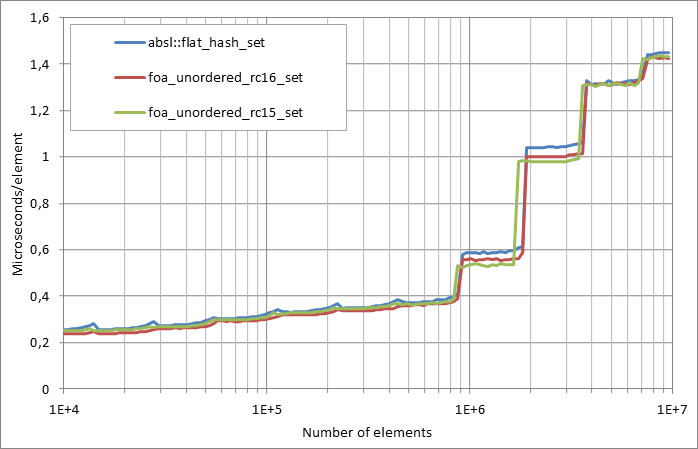 1,6
1,4
1,2
1
0,8
0,6
0,4
0,2
0
Microseconds/element
absl::flat_hash_set
foa_unordered_rc16_set
foa_unordered_rc15_set
1E+4 1E+5 1E+6 1E+7
Number of elements